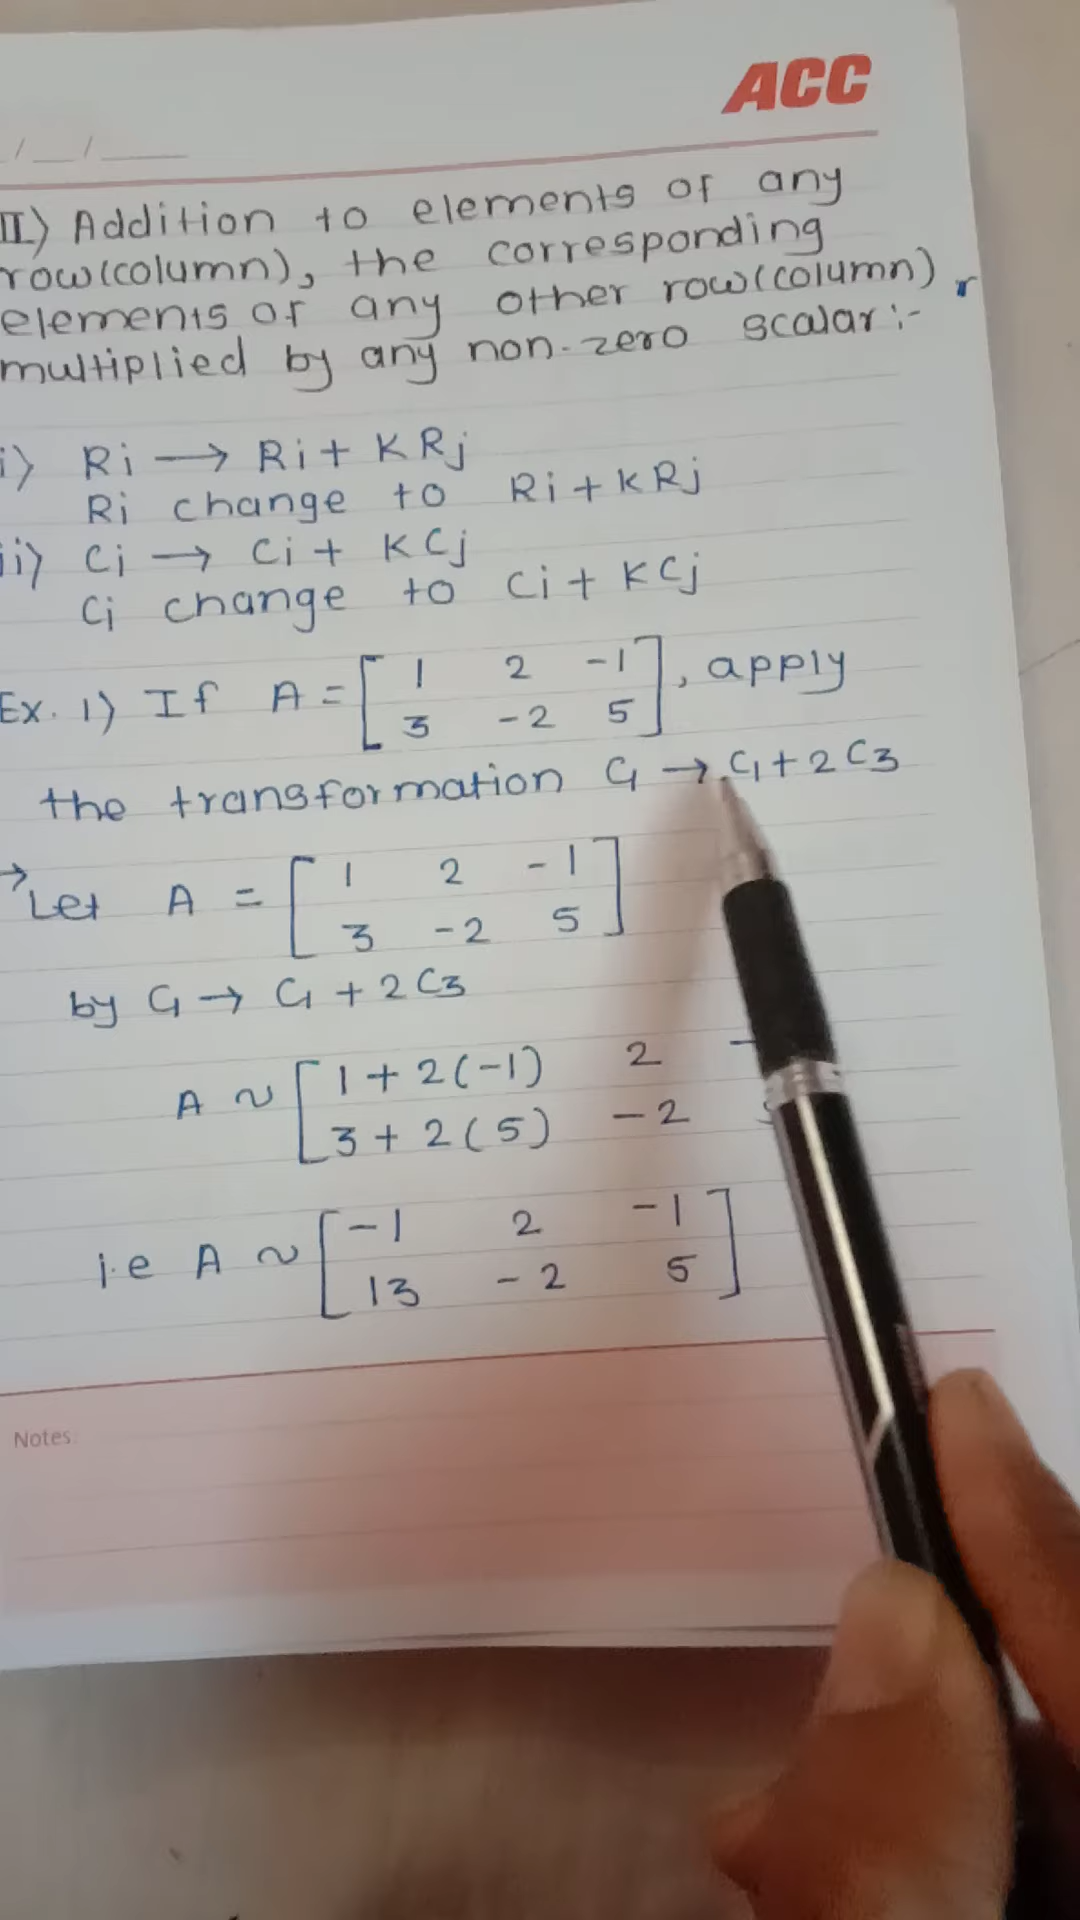 ACC
/__/____
II) Addition to elements of any
row(column), the corresponding
elements of any other row(column),
multiplied by any non-zero scalar:-
i) Ri → Ri + KRj
Ri change to Ri + KRj
ii) Ci → Ci + KCj
Ci change to Ci + KCj
Ex. 1) If A = [ 1 2 -1
3 -2 5 ], apply
the transformation C1 → C1 + 2C3
→ Let A = [ 1 2 -1
3 -2 5 ]
by C1 → C1 + 2C3
A ~ [ 1 + 2(-1) 2
3 + 2(5) -2
i.e A ~ [ -1 2 -1
13 -2 5 ]
Notes: